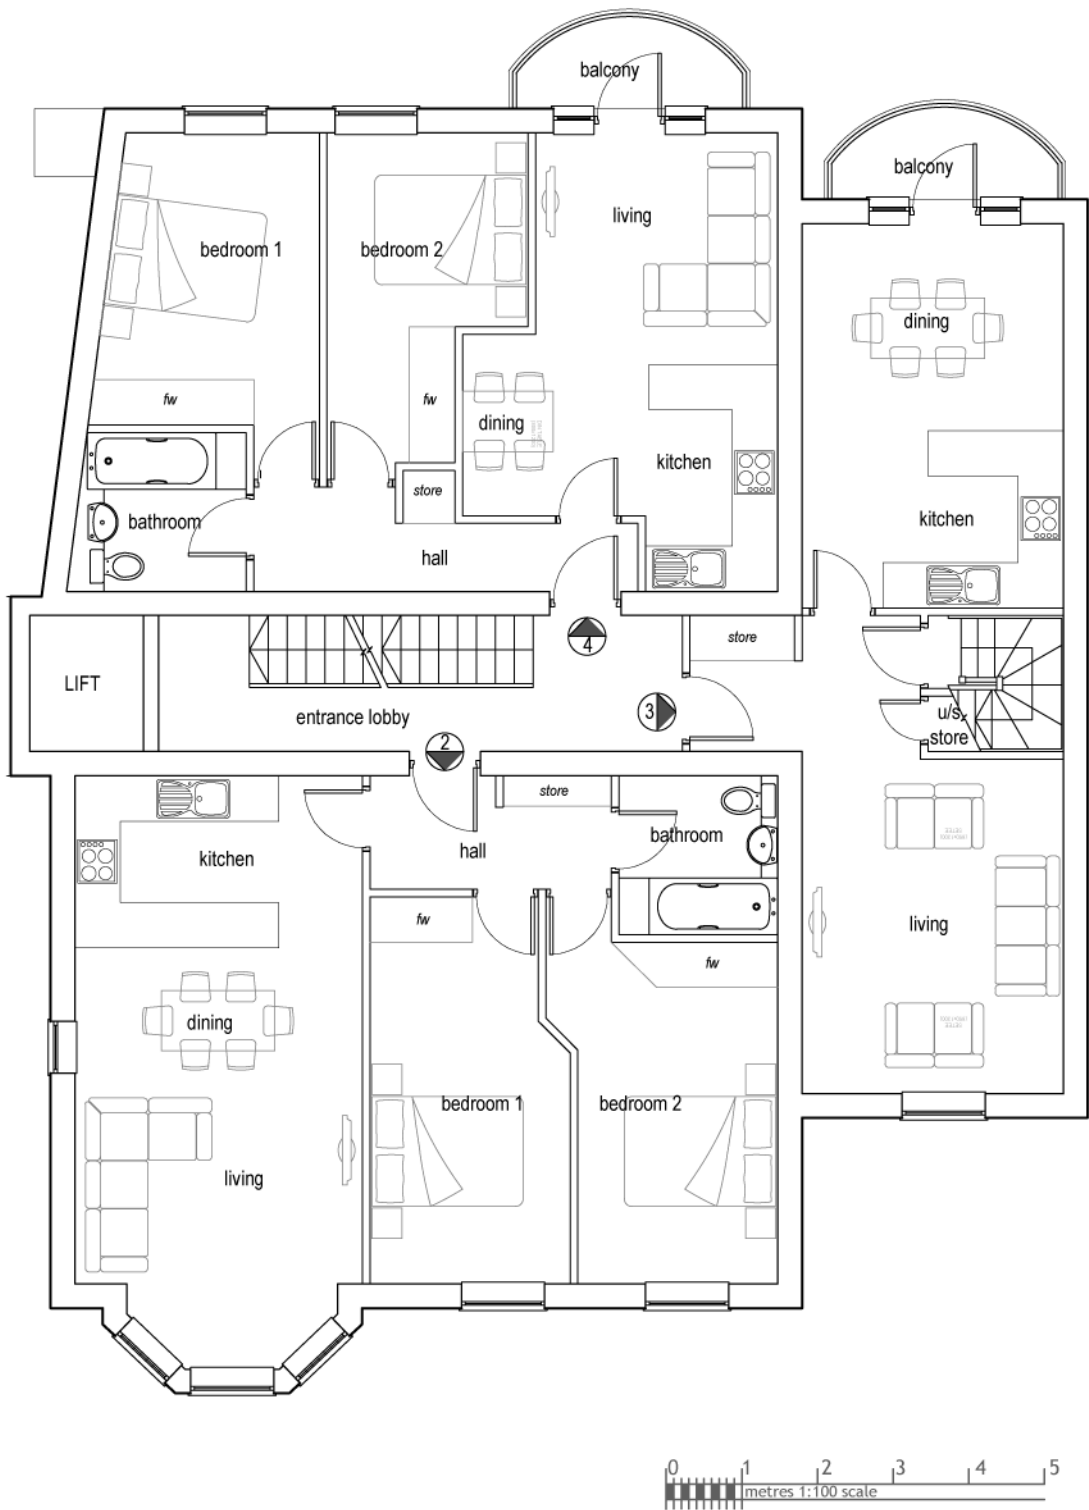 balcony
balcony
living
bedroom 1
bedroom 2
dining
fw
fw
dining
kitchen
store
bathroom
kitchen
hall
4
store
LIFT
3
u/s
store
entrance lobby
2
store
bathroom
kitchen
hall
fw
living
fw
dining
bedroom 1
bedroom 2
living
0 1 2 3 4 5
metres 1:100 scale